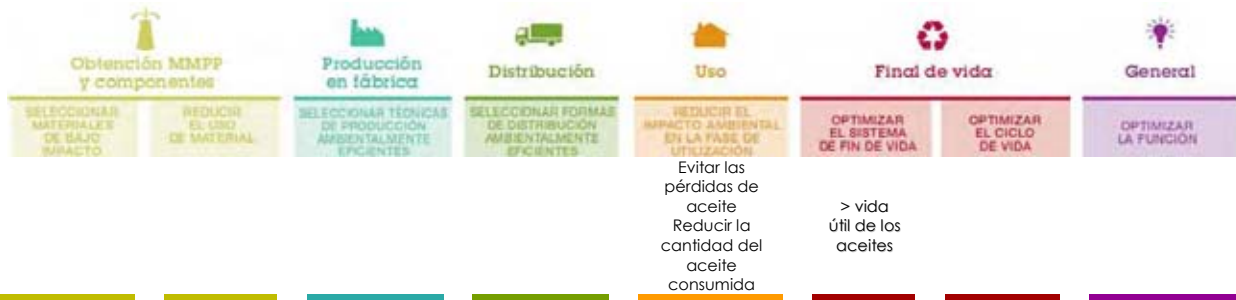 Obtención MMPP
y componentes
Producción
en fábrica
Distribución
Uso
Final de vida
General
SELECCIONAR
MATERIALES
DE BAJO
IMPACTO
REDUCIR
EL USO
DE MATERIAL
SELECCIONAR TÉCNICAS
DE PRODUCCIÓN
AMBIENTALMENTE
EFICIENTES
SELECCIONAR FORMAS
DE DISTRIBUCIÓN
AMBIENTALMENTE
EFICIENTES
REDUCIR EL
IMPACTO AMBIENTAL
EN LA FASE DE
UTILIZACIÓN
OPTIMIZAR
EL SISTEMA
DE FIN DE VIDA
OPTIMIZAR
EL CICLO
DE VIDA
OPTIMIZAR
LA FUNCIÓN
Evitar las
pérdidas de
aceite
Reducir la
cantidad del
aceite
consumida
> vida
útil de los
aceites